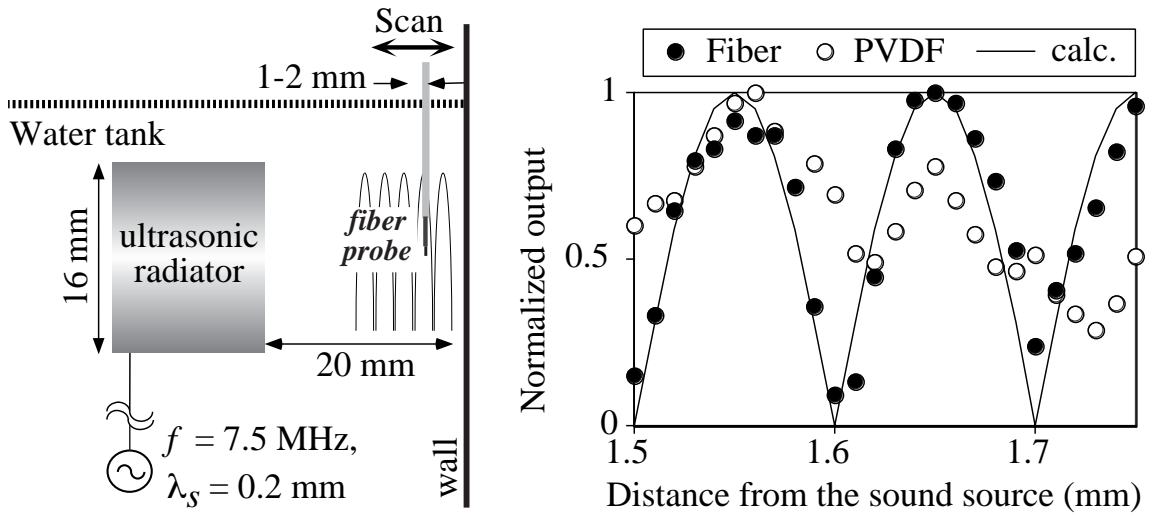 Scan
1-2 mm
Water tank
16 mm
ultrasonic
radiator
fiber
probe
20 mm
f = 7.5 MHz,
λs = 0.2 mm
wall
Fiber PVDF calc.
Normalized output
1
0.5
0
1.5 1.6 1.7
Distance from the sound source (mm)